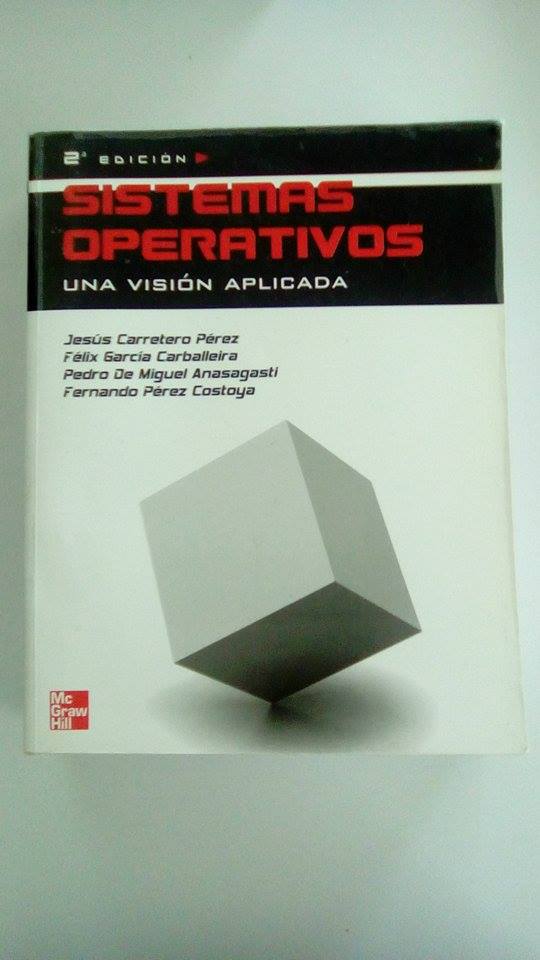 2ª EDICIÓN
SISTEMAS
OPERATIVOS
UNA VISIÓN APLICADA
Jesús Carretero Pérez
Félix García Carballeira
Pedro De Miguel Anasagasti
Fernando Pérez Costoya
Mc
Graw
Hill